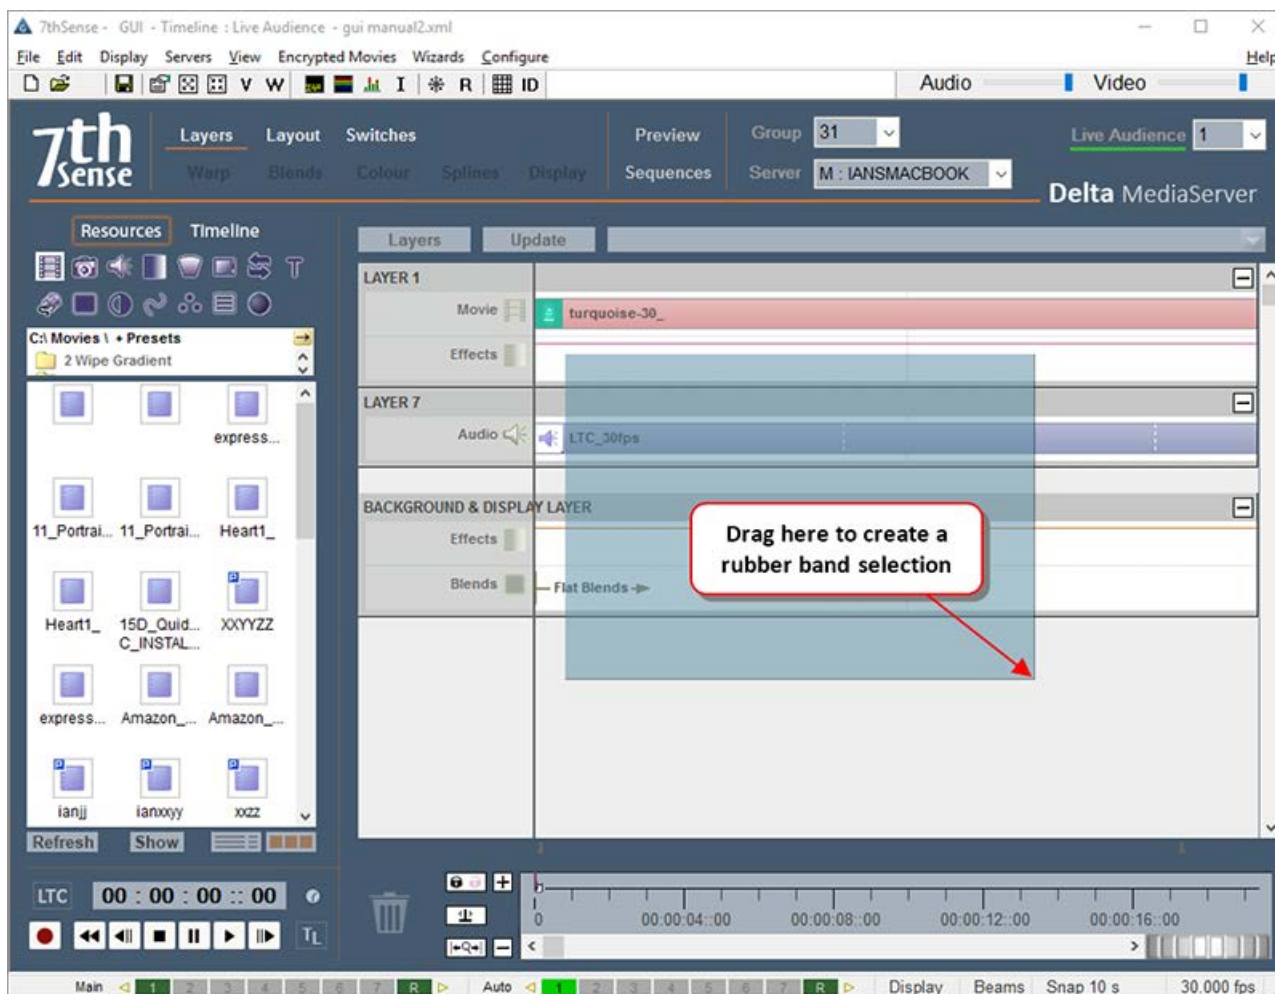 7thSense - GUI - Timeline : Live Audience - gui manual2.xml
File Edit Display Servers View Encrypted Movies Wizards Configure Help
V W I R ID Audio Video
7th Sense
Layers Layout Switches Preview Group 31 Live Audience 1
Warp Blends Colour Splines Display Sequences Server M : IANSMACBOOK
Delta MediaServer
Resources Timeline
Layers Update
T
LAYER 1
Movie turquoise-30_
Effects
C:\ Movies \ + Presets
2 Wipe Gradient
LAYER 7
Audio LTC_30fps
express...
BACKGROUND & DISPLAY LAYER
Effects
Blends Flat Blends
Drag here to create a
rubber band selection
11_Portrai... 11_Portrai... Heart1_
P
Heart1_ 15D_Quid... XXYYZZ
C_INSTAL...
express... Amazon_... Amazon_...
P P P
ianjj ianxxyy xxzz
Refresh Show
LTC 00 : 00 : 00 :: 00
TL
0 00:00:04::00 00:00:08::00 00:00:12::00 00:00:16::00
Q
Main 1 2 3 4 5 6 7 R Auto 1 2 3 4 5 6 7 R Display Beams Snap 10 s 30.000 fps